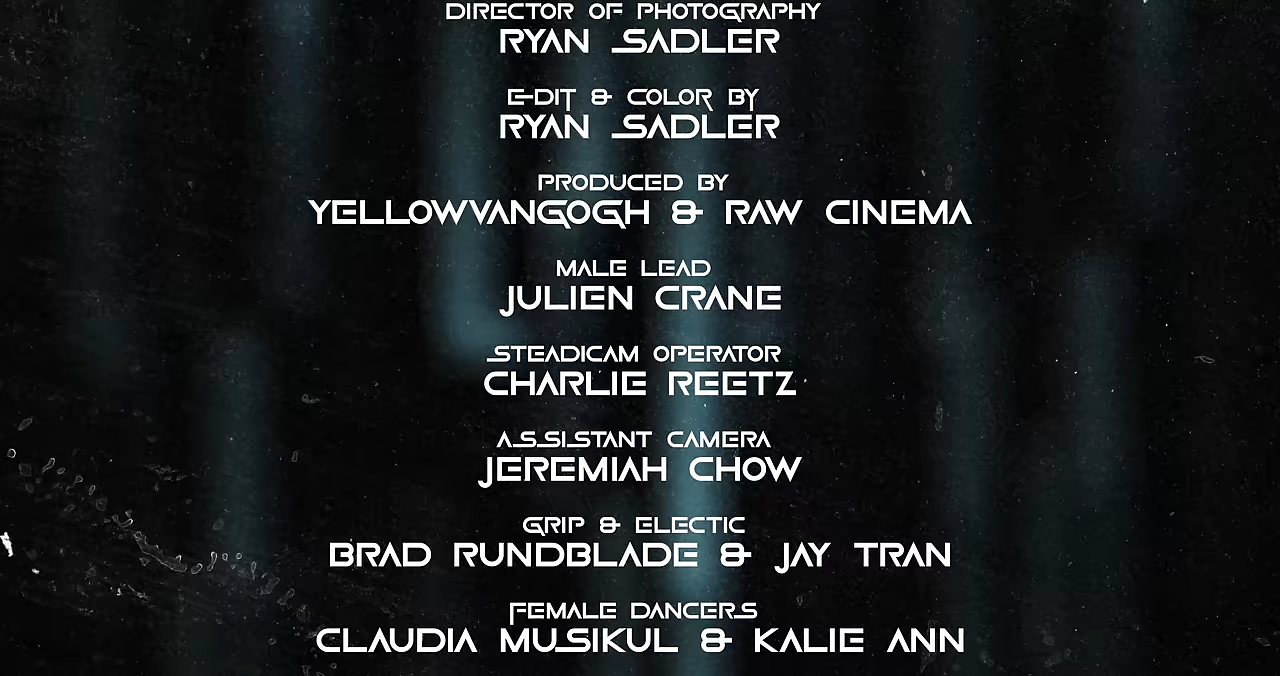 DIRECTOR OF PHOTOGRAPHY
RYAN SADLER
EDIT & COLOR BY
RYAN SADLER
PRODUCED BY
YELLOWVANGOGH & RAW CINEMA
MALE LEAD
JULIEN CRANE
STEADICAM OPERATOR
CHARLIE REETZ
ASSISTANT CAMERA
JEREMIAH CHOW
GRIP & ELECTIC
BRAD RUNDBLADE & JAY TRAN
FEMALE DANCERS
CLAUDIA MUSIKUL & KALIE ANN